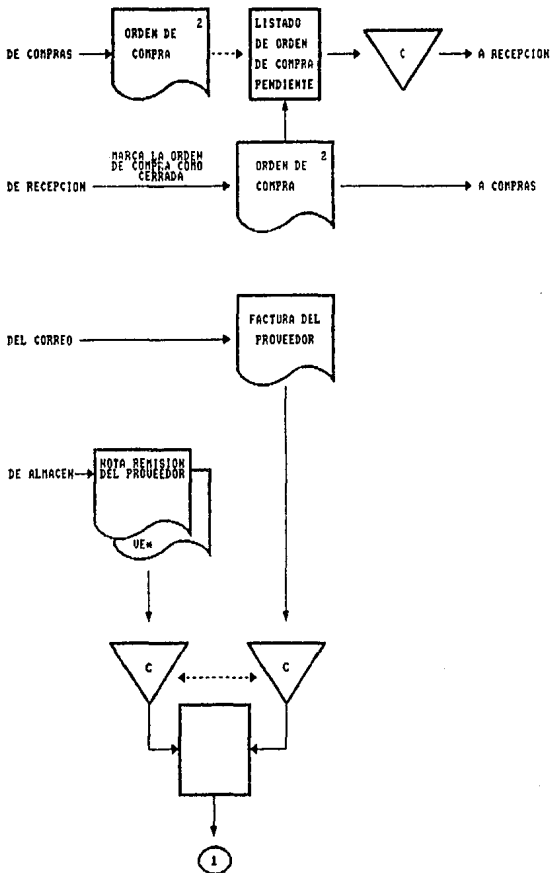 DE COMPRAS
ORDEN DE
COMPRA
2
LISTADO
DE ORDEN
DE COMPRA
PENDIENTE
C
A RECEPCION
DE RECEPCION
MARCA LA ORDEN
DE COMPRA COMO
CERRADA
ORDEN DE
COMPRA
2
A COMPRAS
DEL CORREO
FACTURA DEL
PROVEEDOR
DE ALMACEN
NOTA REMISION
DEL PROVEEDOR
VE*
C
C
1